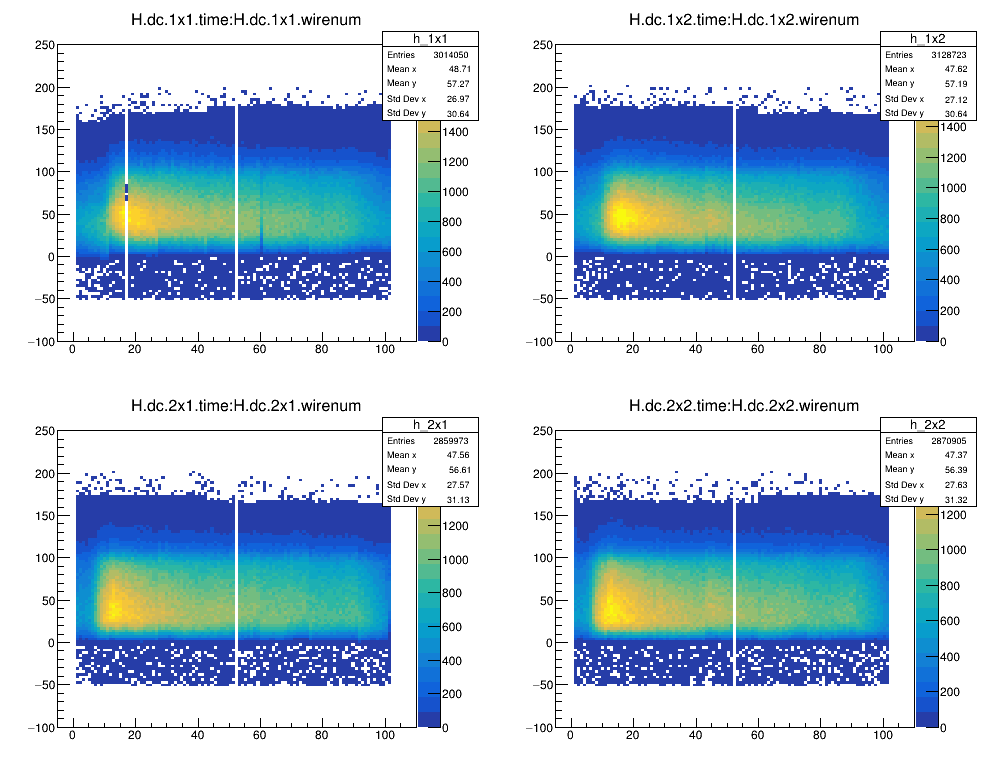 H.dc.1x1.time:H.dc.1x1.wirenum
h_1x1
Entries 3014050
Mean x 48.71
Mean y 57.27
Std Dev x 26.97
Std Dev y 30.64
250
200
150
100
50
0
−50
−100
0 20 40 60 80 100
1400
1200
1000
800
600
400
200
0
H.dc.1x2.time:H.dc.1x2.wirenum
h_1x2
Entries 3128723
Mean x 47.62
Mean y 57.19
Std Dev x 27.12
Std Dev y 30.64
250
200
150
100
50
0
−50
−100
0 20 40 60 80 100
1400
1200
1000
800
600
400
200
0
H.dc.2x1.time:H.dc.2x1.wirenum
h_2x1
Entries 2859973
Mean x 47.56
Mean y 56.61
Std Dev x 27.57
Std Dev y 31.13
250
200
150
100
50
0
−50
−100
0 20 40 60 80 100
1200
1000
800
600
400
200
0
H.dc.2x2.time:H.dc.2x2.wirenum
h_2x2
Entries 2870905
Mean x 47.37
Mean y 56.39
Std Dev x 27.63
Std Dev y 31.32
250
200
150
100
50
0
−50
−100
0 20 40 60 80 100
1200
1000
800
600
400
200
0